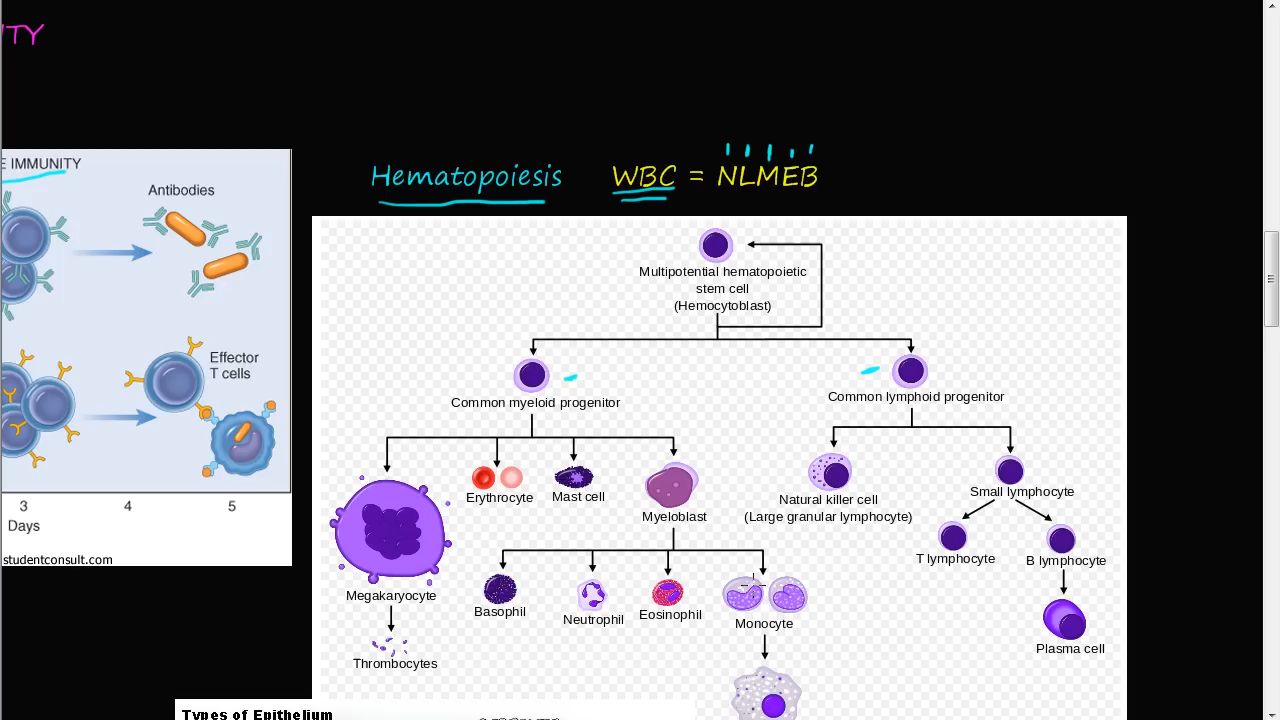 ITY
E IMMUNITY
Antibodies
Effector
T cells
3
4
5
Days
studentconsult.com
Hematopoiesis
WBC = NLMEB
Multipotential hematopoietic
stem cell
(Hemocytoblast)
Common myeloid progenitor
Common lymphoid progenitor
Erythrocyte
Mast cell
Myeloblast
Natural killer cell
(Large granular lymphocyte)
Small lymphocyte
T lymphocyte
B lymphocyte
Megakaryocyte
Basophil
Neutrophil
Eosinophil
Monocyte
Plasma cell
Thrombocytes
Types of Epithelium